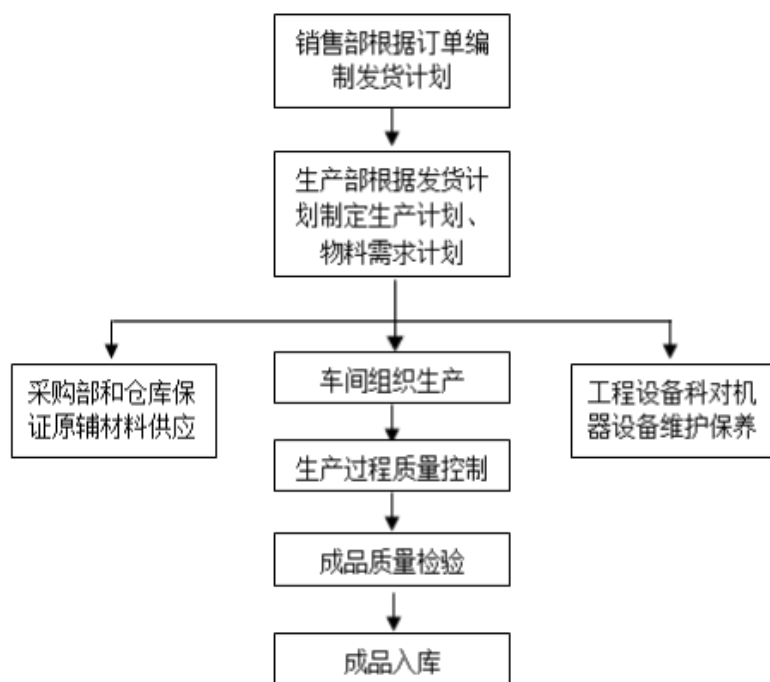 销售部根据订单编
制发货计划
生产部根据发货计
划制定生产计划、
物料需求计划
采购部和仓库保
证原辅材料供应
车间组织生产
工程设备科对机
器设备维护保养
生产过程质量控制
成品质量检验
成品入库